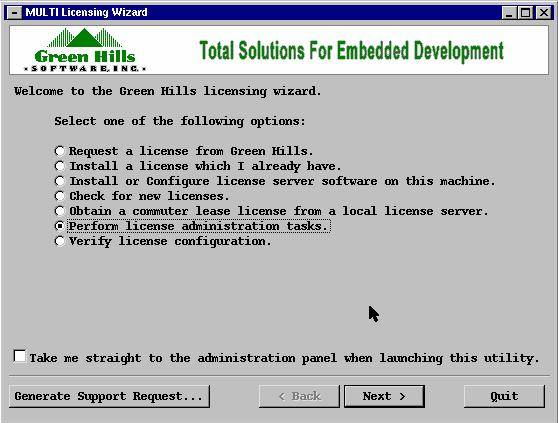 MULTI Licensing Wizard
Green Hills
SOFTWARE, INC.
Total Solutions For Embedded Development
Welcome to the Green Hills licensing wizard.
Select one of the following options:
Request a license from Green Hills.
Install a license which I already have.
Install or Configure license server software on this machine.
Check for new licenses.
Obtain a commuter lease license from a local license server.
Perform license administration tasks.
Verify license configuration.
Take me straight to the administration panel when launching this utility.
Generate Support Request... < Back Next > Quit